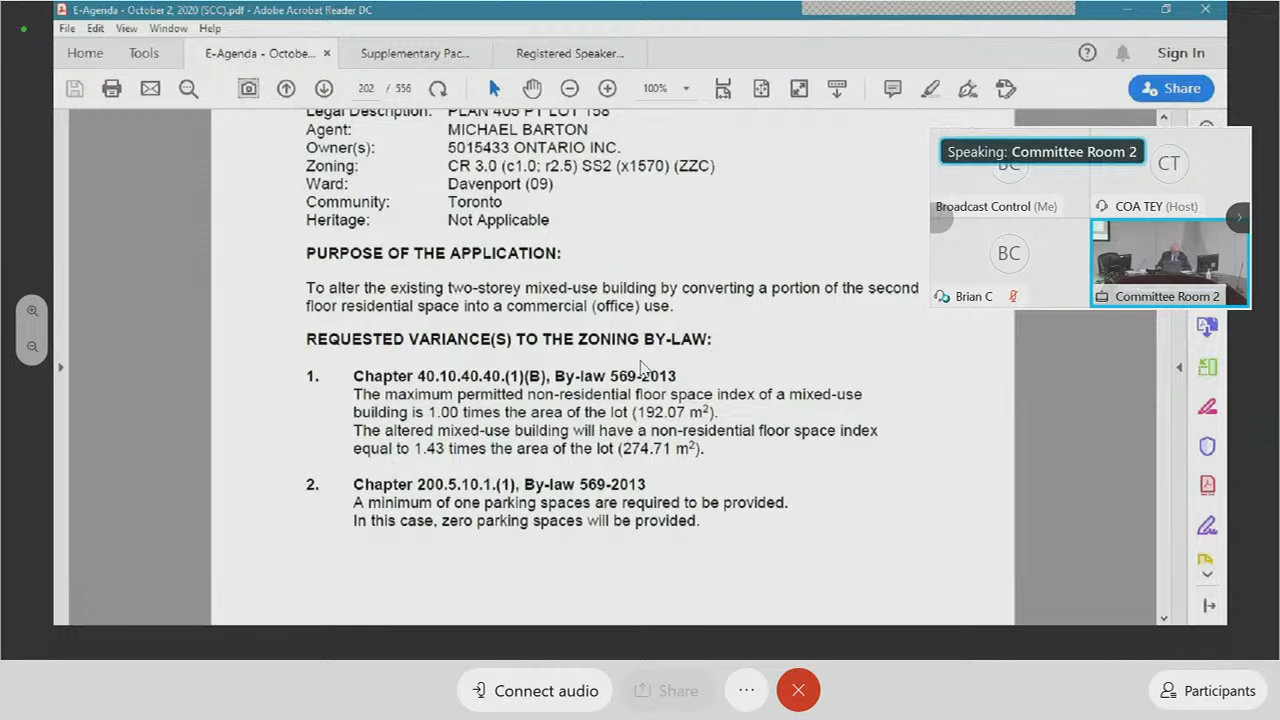 E-Agenda - October 2, 2020 (SCC).pdf - Adobe Acrobat Reader DC
File Edit View Window Help
Home Tools E-Agenda - Octobe... × Supplementary Pac... Registered Speaker... Sign In
202 / 556 100% Share
Legal Description: PLAN 405 PT LOT 158
Agent: MICHAEL BARTON
Owner(s): 5015433 ONTARIO INC.
Zoning: CR 3.0 (c1.0; r2.5) SS2 (x1570) (ZZC)
Ward: Davenport (09)
Community: Toronto
Heritage: Not Applicable
PURPOSE OF THE APPLICATION:
To alter the existing two-storey mixed-use building by converting a portion of the second
floor residential space into a commercial (office) use.
REQUESTED VARIANCE(S) TO THE ZONING BY-LAW:
1. Chapter 40.10.40.40.(1)(B), By-law 569-2013
The maximum permitted non-residential floor space index of a mixed-use
building is 1.00 times the area of the lot (192.07 m²).
The altered mixed-use building will have a non-residential floor space index
equal to 1.43 times the area of the lot (274.71 m²).
2. Chapter 200.5.10.1.(1), By-law 569-2013
A minimum of one parking spaces are required to be provided.
In this case, zero parking spaces will be provided.
Speaking: Committee Room 2
BC CT
Broadcast Control (Me) COA TEY (Host)
BC
Brian C Committee Room 2
Connect audio Share ... Participants